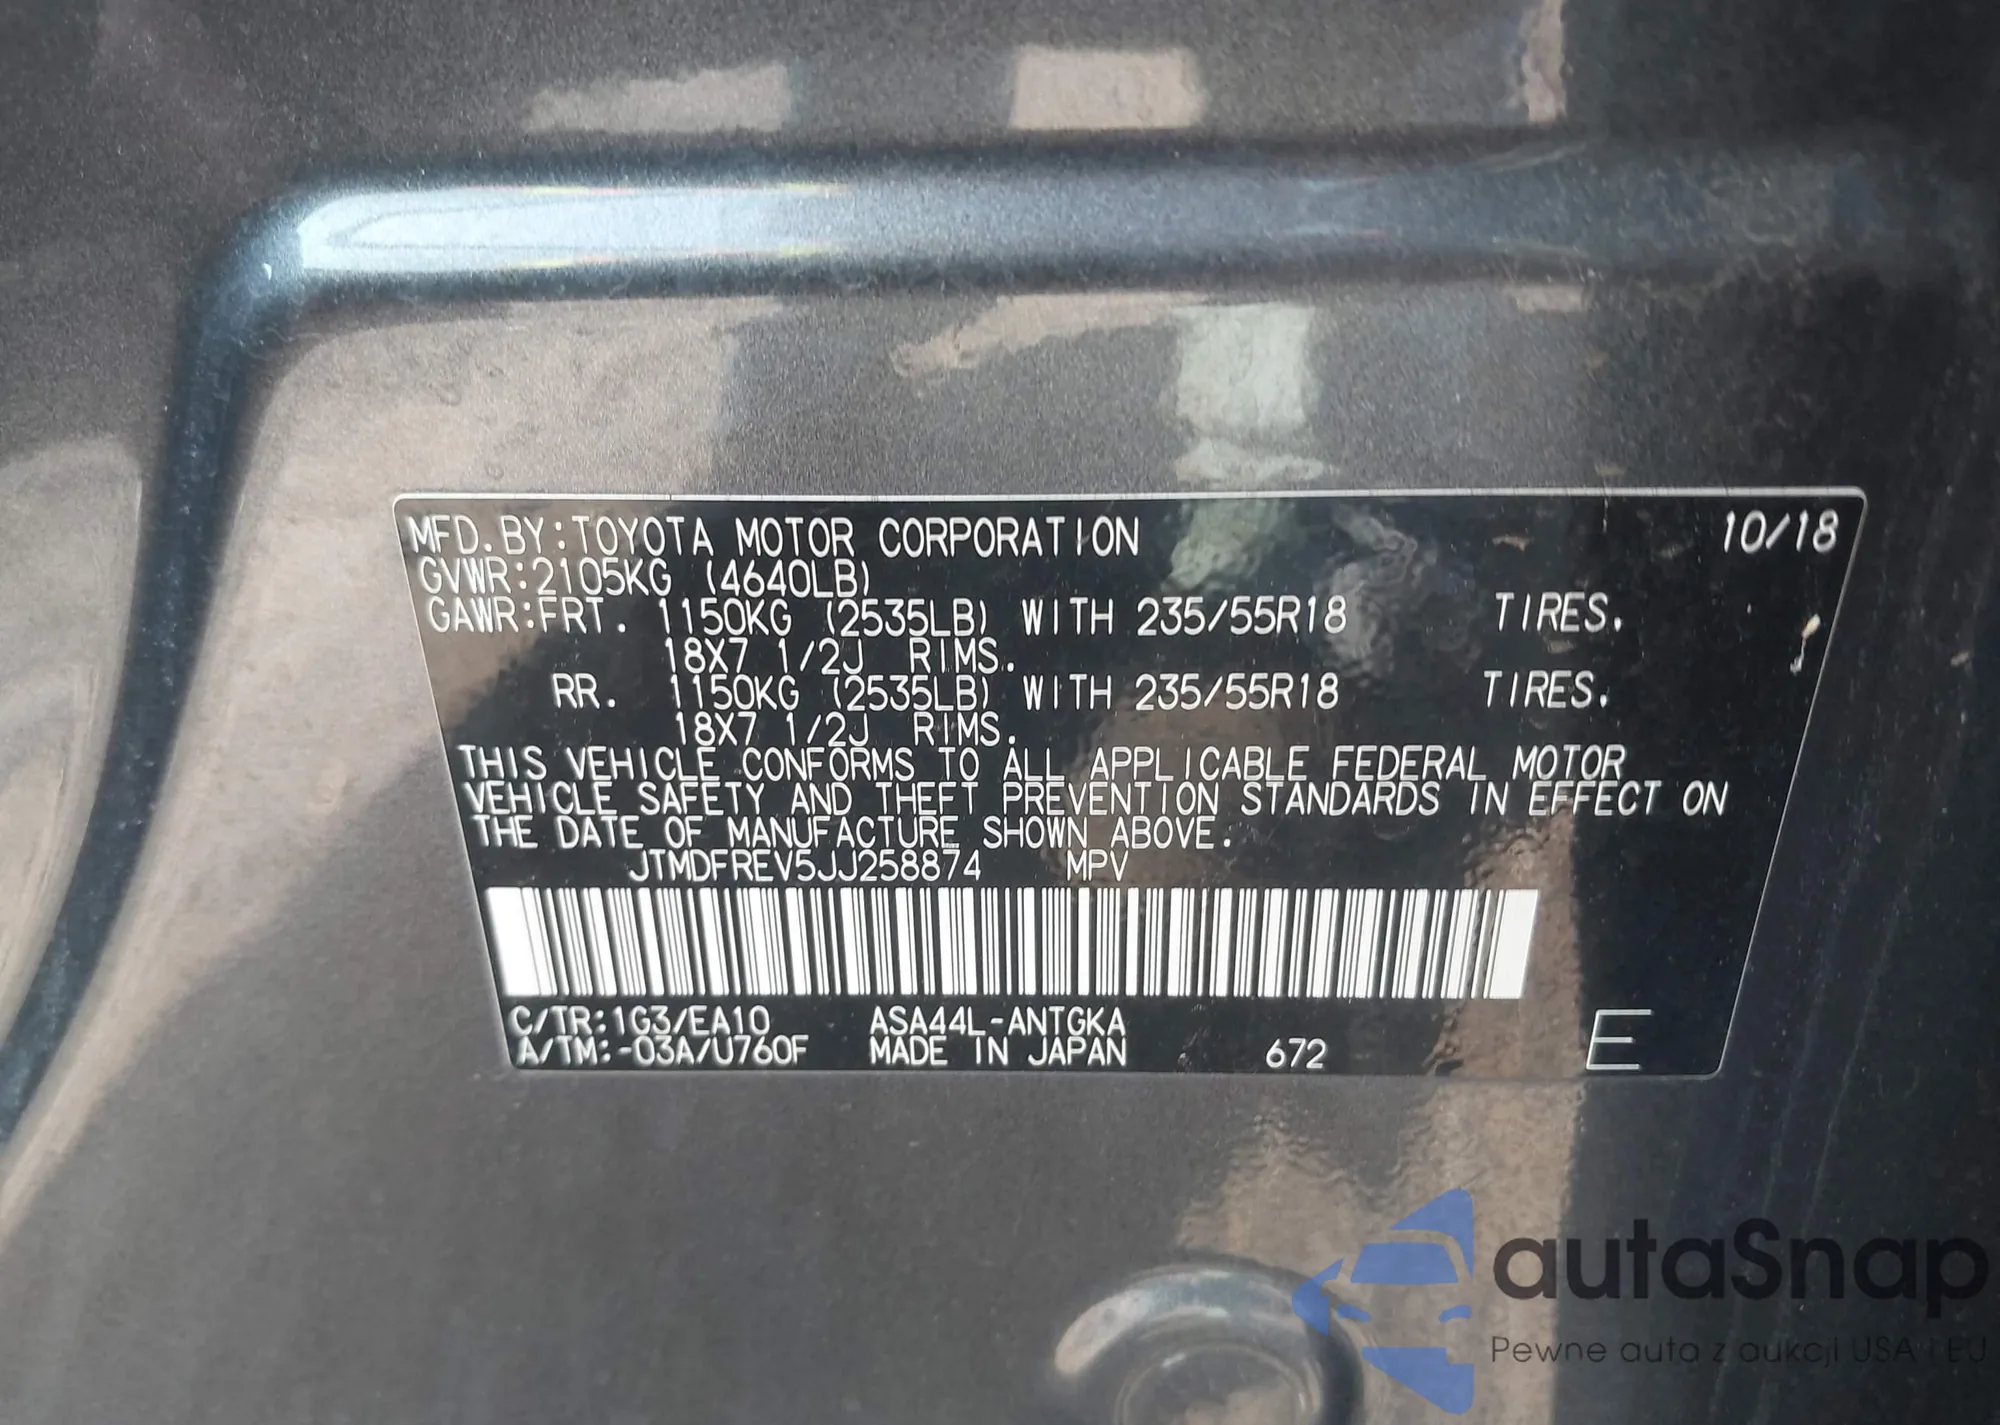 MFD.BY:TOYOTA MOTOR CORPORATION 10/18
GVWR:2105KG (4640LB)
GAWR:FRT. 1150KG (2535LB) WITH 235/55R18 TIRES.
18X7 1/2J RIMS.
RR. 1150KG (2535LB) WITH 235/55R18 TIRES.
18X7 1/2J RIMS.
THIS VEHICLE CONFORMS TO ALL APPLICABLE FEDERAL MOTOR
VEHICLE SAFETY AND THEFT PREVENTION STANDARDS IN EFFECT ON
THE DATE OF MANUFACTURE SHOWN ABOVE.
JTMDFREV5JJ258874 MPV
C/TR:1G3/EA10 ASA44L-ANTGKA
A/TM:-03A/U760F MADE IN JAPAN 672 E
autaSnap
Pewne auta z aukcji USA i EU